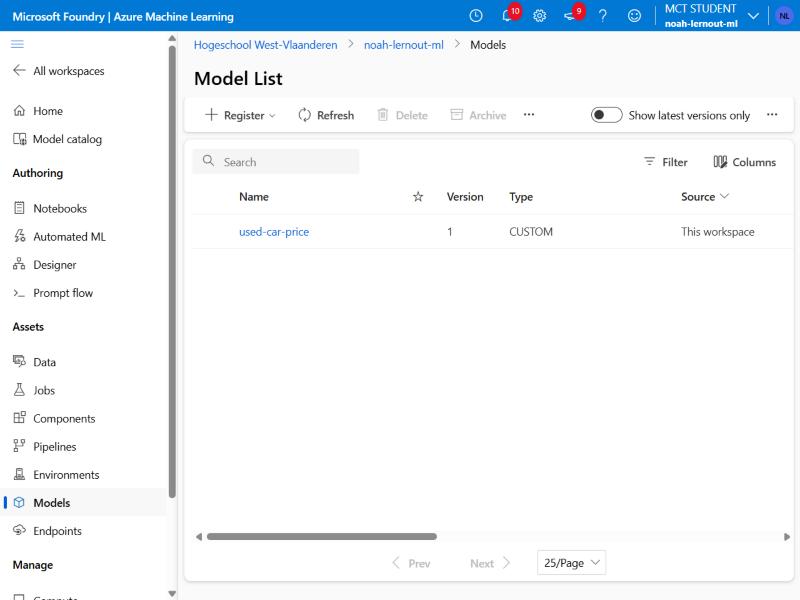 Microsoft Foundry | Azure Machine Learning
10
9
?
MCT STUDENT
noah-lernout-ml
NL
All workspaces
Home
Model catalog
Authoring
Notebooks
Automated ML
Designer
Prompt flow
Assets
Data
Jobs
Components
Pipelines
Environments
Models
Endpoints
Manage
Hogeschool West-Vlaanderen > noah-lernout-ml > Models
Model List
Register
Refresh
Delete
Archive
Show latest versions only
Search
Filter
Columns
Name Version Type Source
used-car-price 1 CUSTOM This workspace
Prev
Next
25/Page